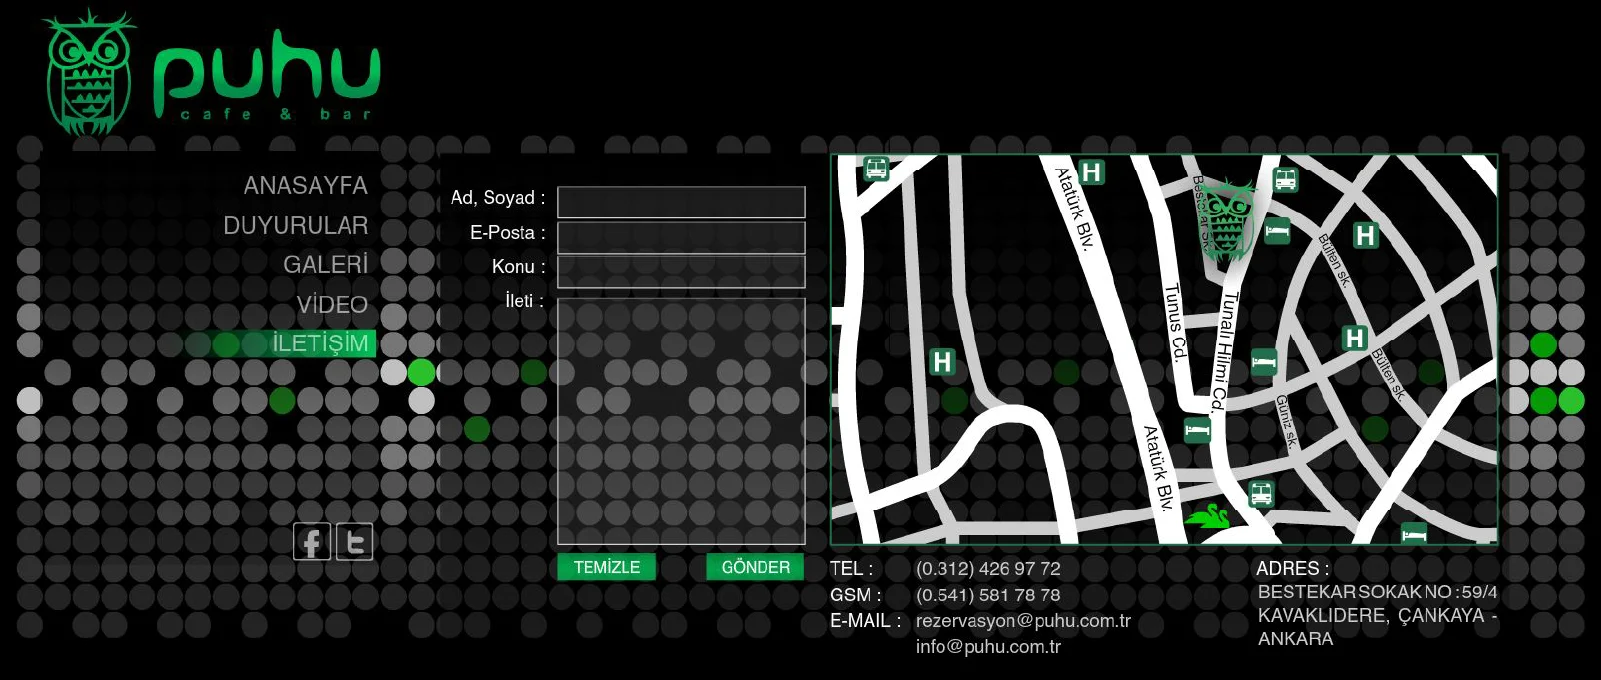 puhu
cafe & bar
ANASAYFA
DUYURULAR
GALERİ
VİDEO
İLETİŞİM
Ad, Soyad :
E-Posta :
Konu :
İleti :
TEMİZLE
GÖNDER
Atatürk Blv.
Bestekar Sk.
Tunus Cd.
Tunalı Hilmi Cd.
Bülten sk.
Bülten sk.
Güniz sk.
Atatürk Blv.
H
H
H
H
TEL : (0.312) 426 97 72
GSM : (0.541) 581 78 78
E-MAIL : rezervasyon@puhu.com.tr
info@puhu.com.tr
ADRES :
BESTEKAR SOKAK NO : 59/4
KAVAKLIDERE, ÇANKAYA -
ANKARA